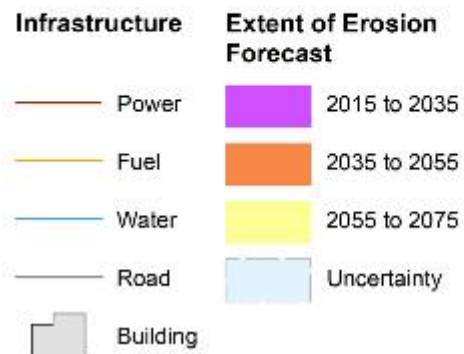 Infrastructure
Power
Fuel
Water
Road
Building
Extent of Erosion
Forecast
2015 to 2035
2035 to 2055
2055 to 2075
Uncertainty